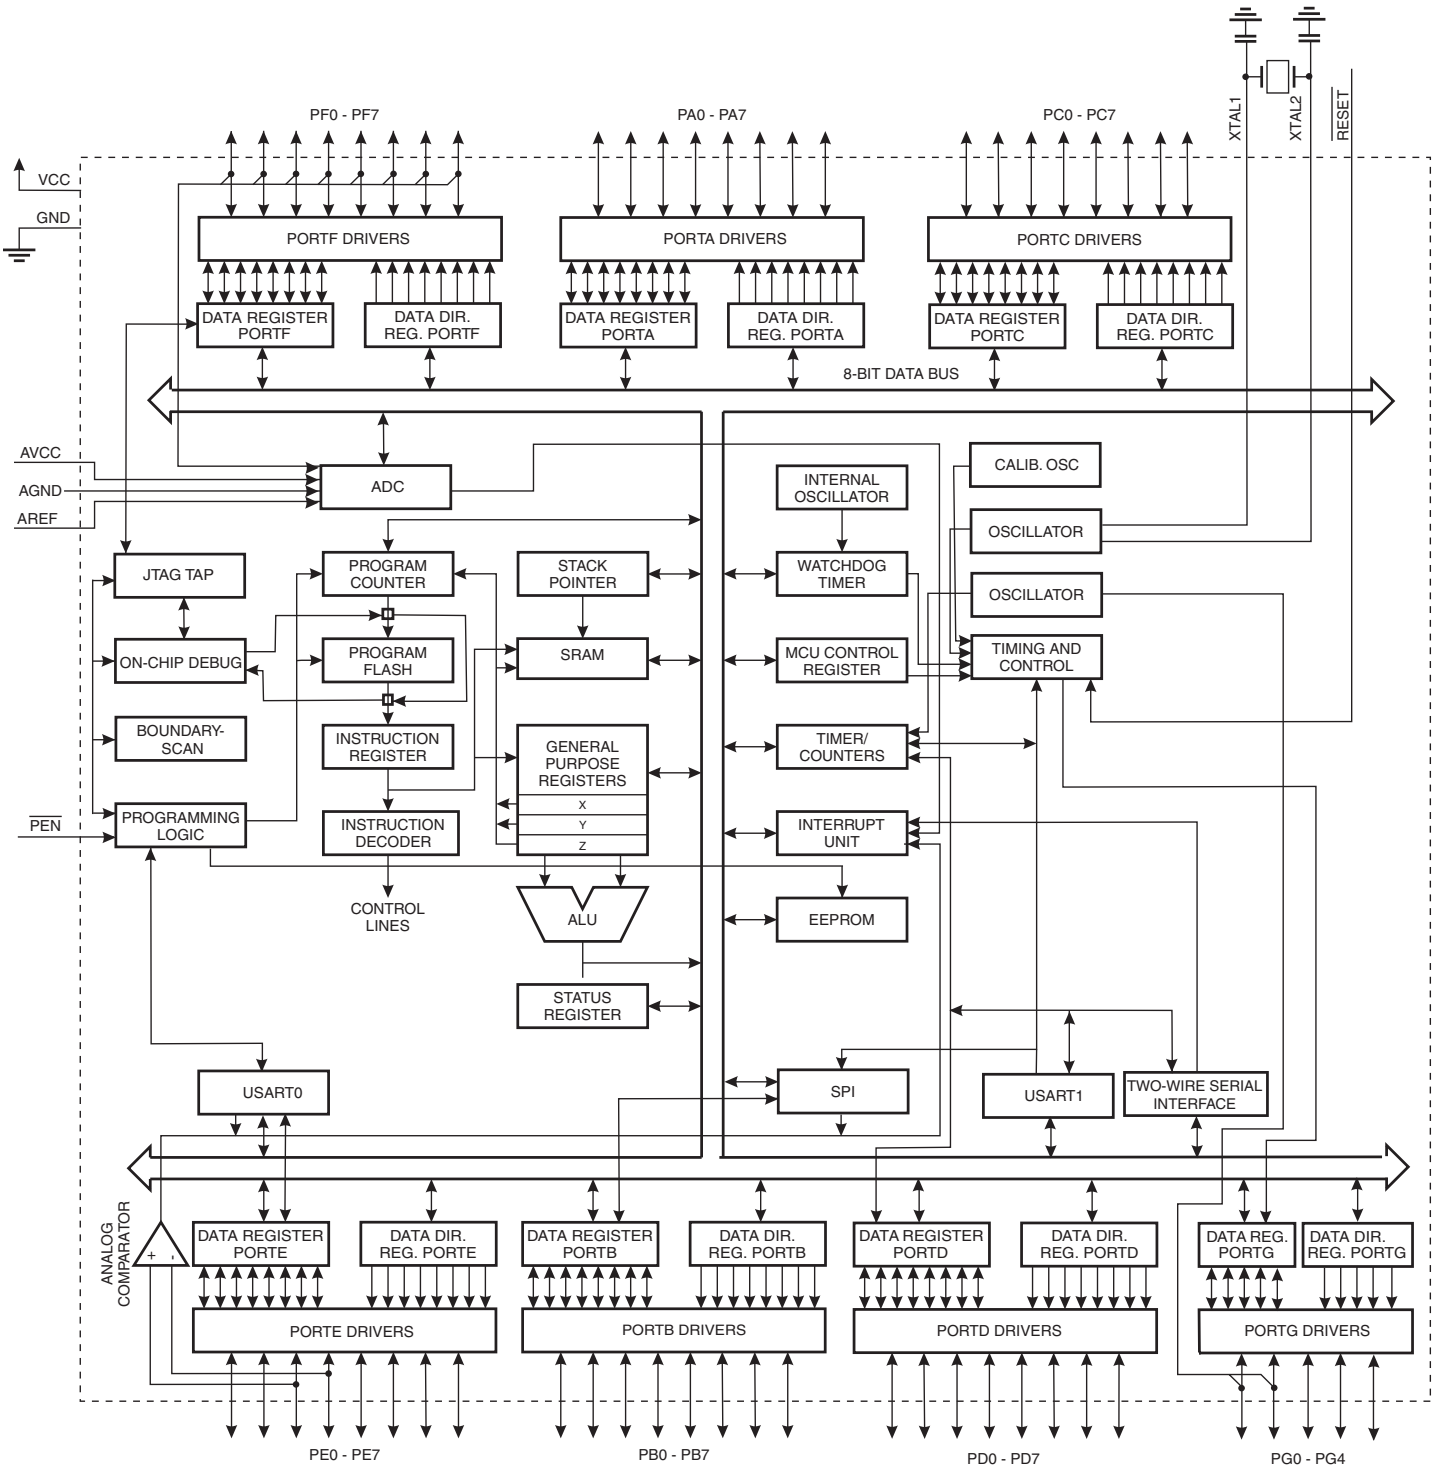 XTAL1
XTAL2
RESET
PF0 - PF7
PA0 - PA7
PC0 - PC7
VCC
GND
PORTF DRIVERS
PORTA DRIVERS
PORTC DRIVERS
DATA REGISTER
PORTF
DATA DIR.
REG. PORTF
DATA REGISTER
PORTA
DATA DIR.
REG. PORTA
DATA REGISTER
PORTC
DATA DIR.
REG. PORTC
8-BIT DATA BUS
AVCC
AGND
AREF
ADC
INTERNAL
OSCILLATOR
CALIB. OSC
OSCILLATOR
JTAG TAP
PROGRAM
COUNTER
STACK
POINTER
WATCHDOG
TIMER
OSCILLATOR
ON-CHIP DEBUG
PROGRAM
FLASH
SRAM
MCU CONTROL
REGISTER
TIMING AND
CONTROL
BOUNDARY-
SCAN
INSTRUCTION
REGISTER
GENERAL
PURPOSE
REGISTERS
X
Y
Z
TIMER/
COUNTERS
PEN
PROGRAMMING
LOGIC
INSTRUCTION
DECODER
INTERRUPT
UNIT
CONTROL
LINES
ALU
EEPROM
STATUS
REGISTER
USART0
SPI
USART1
TWO-WIRE SERIAL
INTERFACE
ANALOG
COMPARATOR
+
-
DATA REGISTER
PORTE
DATA DIR.
REG. PORTE
DATA REGISTER
PORTB
DATA DIR.
REG. PORTB
DATA REGISTER
PORTD
DATA DIR.
REG. PORTD
DATA REG.
PORTG
DATA DIR.
REG. PORTG
PORTE DRIVERS
PORTB DRIVERS
PORTD DRIVERS
PORTG DRIVERS
PE0 - PE7
PB0 - PB7
PD0 - PD7
PG0 - PG4